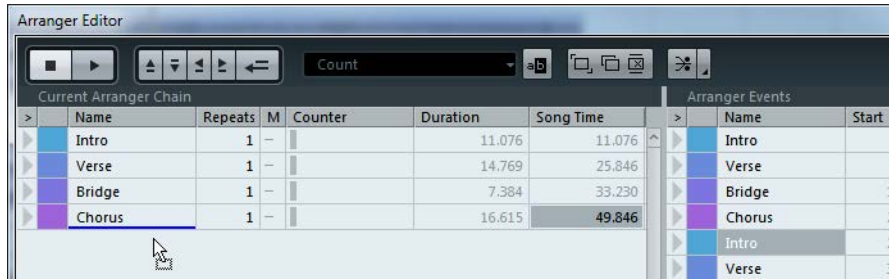 Arranger Editor
Count
ab
Current Arranger Chain
Arranger Events
> Name Repeats M Counter Duration Song Time > Name Start
Intro 1 – 11.076 11.076 Intro
Verse 1 – 14.769 25.846 Verse
Bridge 1 – 7.384 33.230 Bridge
Chorus 1 – 16.615 49.846 Chorus
Intro
Verse